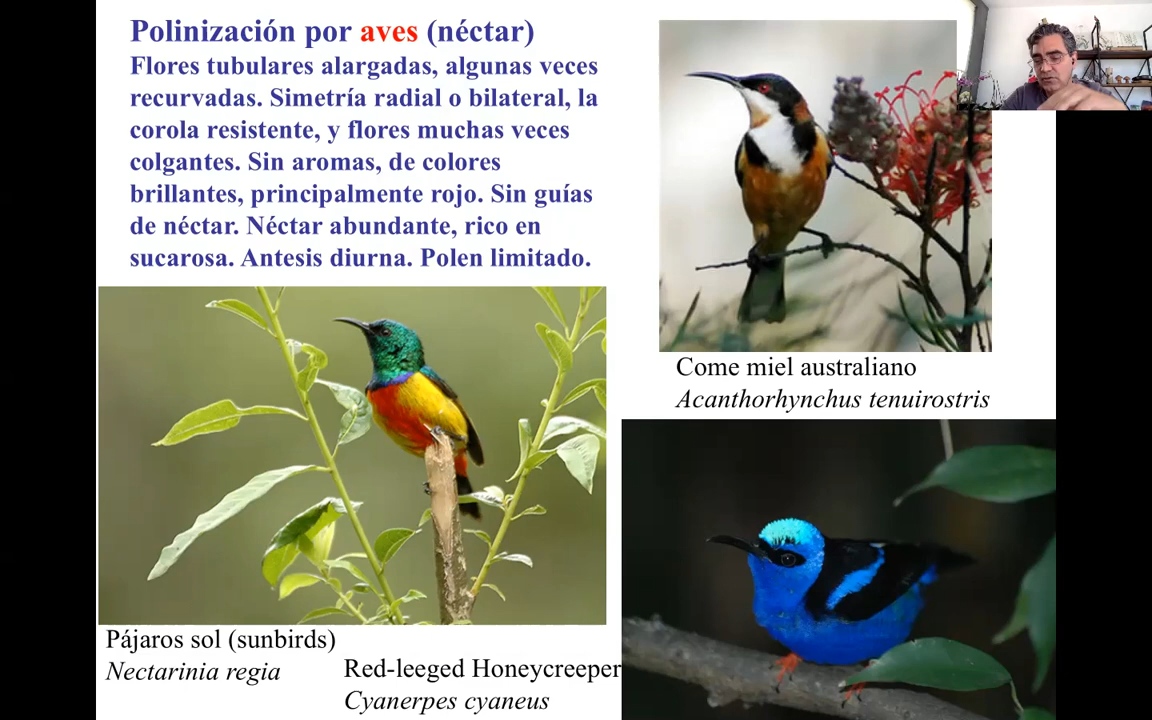 Polinización por aves (néctar)
Flores tubulares alargadas, algunas veces
recurvadas. Simetría radial o bilateral, la
corola resistente, y flores muchas veces
colgantes. Sin aromas, de colores
brillantes, principalmente rojo. Sin guías
de néctar. Néctar abundante, rico en
sucarosa. Antesis diurna. Polen limitado.
Come miel australiano
Acanthorhynchus tenuirostris
Pájaros sol (sunbirds)
Nectarinia regia
Red-leeged Honeycreeper
Cyanerpes cyaneus